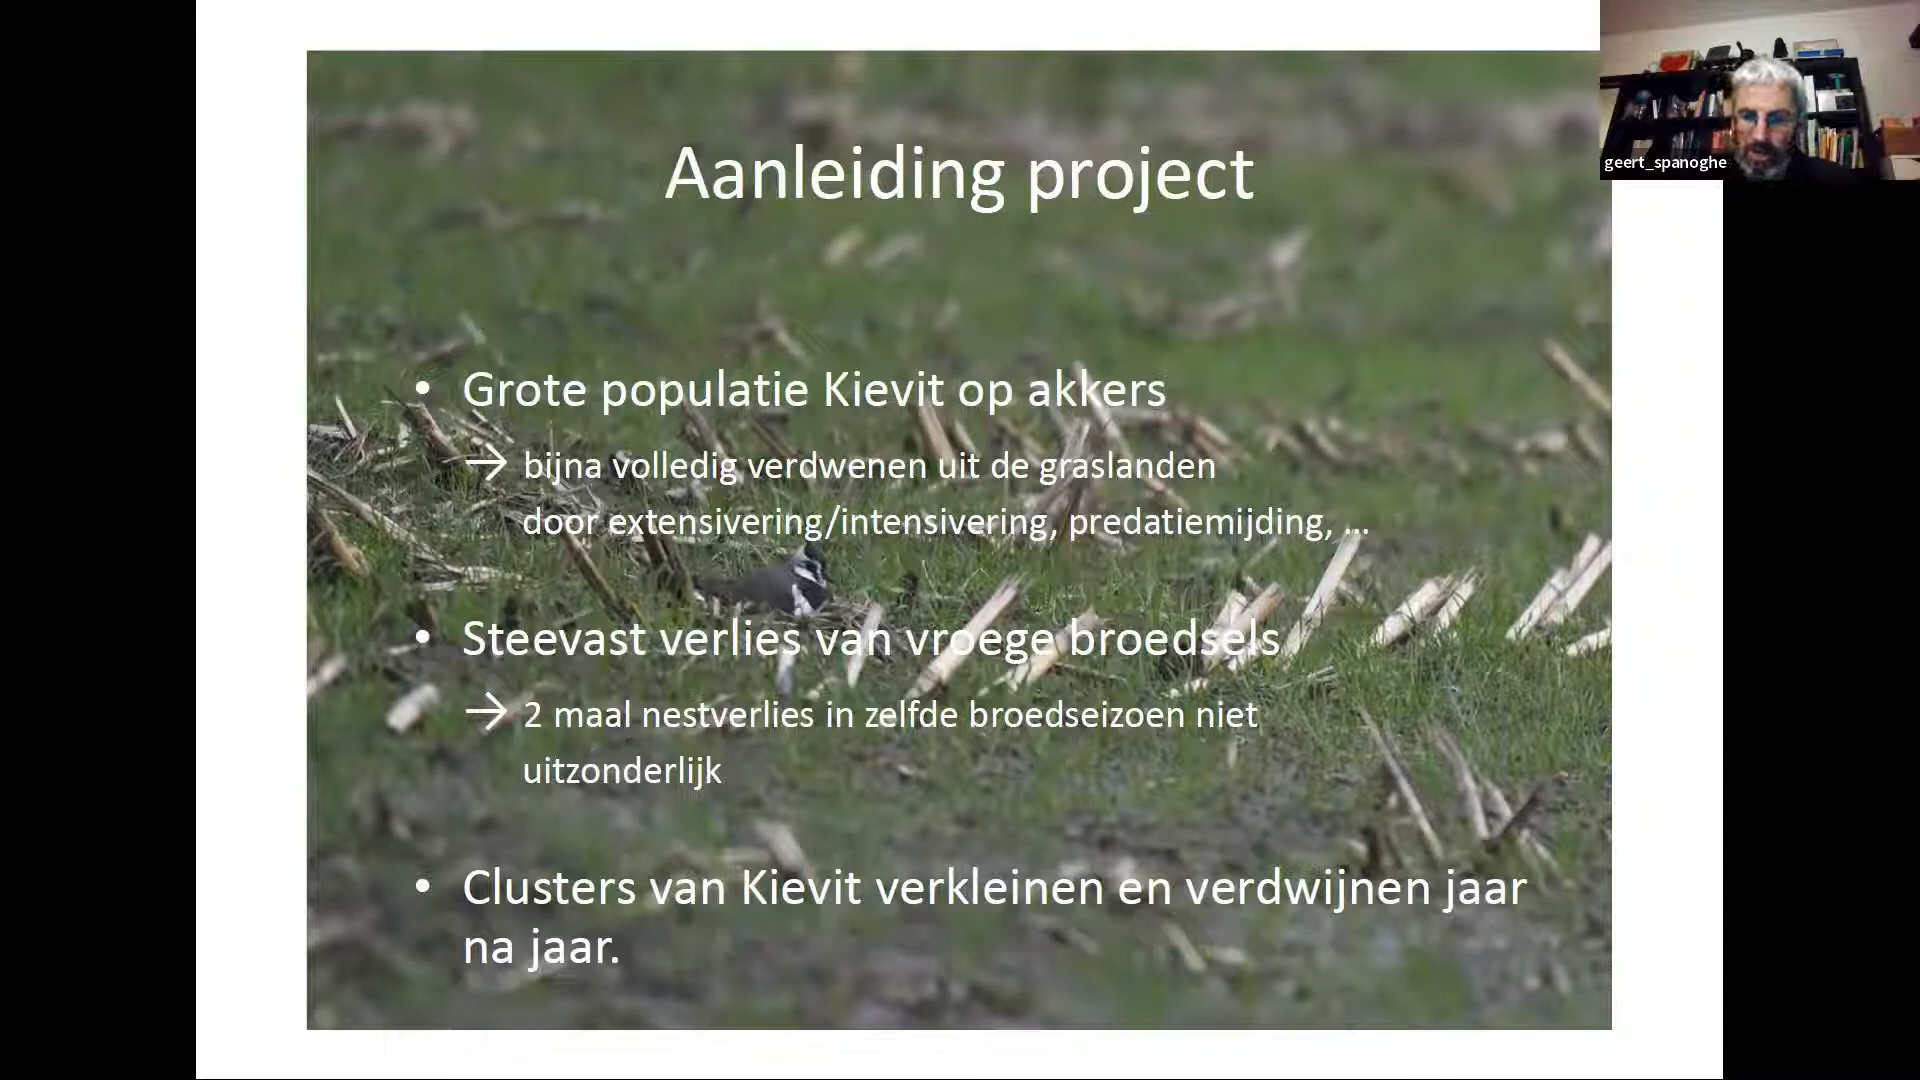 Aanleiding project
geert_spanoghe
• Grote populatie Kievit op akkers
→ bijna volledig verdwenen uit de graslanden
door extensivering/intensivering, predatiemijding, ...
• Steevast verlies van vroege broedsels
→ 2 maal nestverlies in zelfde broedseizoen niet
uitzonderlijk
• Clusters van Kievit verkleinen en verdwijnen jaar
na jaar.